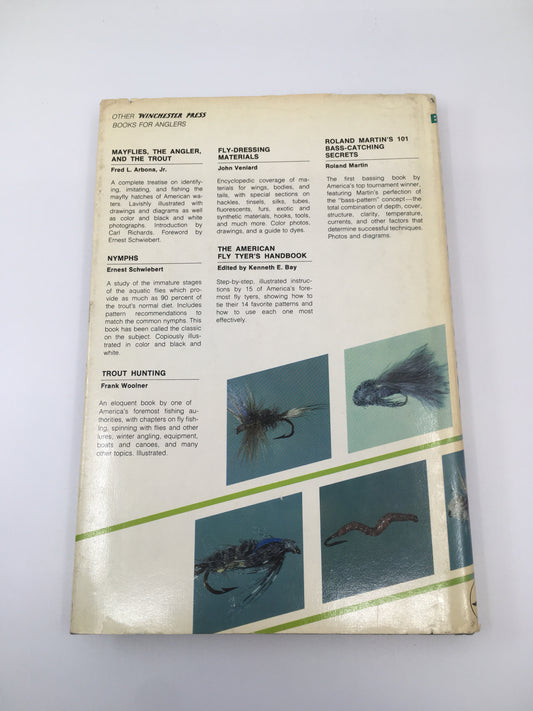 OTHER WINCHESTER PRESS
BOOKS FOR ANGLERS
MAYFLIES, THE ANGLER,
AND THE TROUT
Fred L. Arbona, Jr.
A complete treatise on identify-
ing, imitating, and fishing the
mayfly hatches of American wa-
ters. Lavishly illustrated with
drawings and diagrams as well
as color and black and white
photographs. Introduction by
Carl Richards. Foreword by
Ernest Schwiebert.
NYMPHS
Ernest Schwiebert
A study of the immature stages
of the aquatic flies which pro-
vide as much as 90 percent of
the trout's normal diet. Includes
pattern recommendations to
match the common nymphs. This
book has been called the classic
on the subject. Copiously illus-
trated in color and black and
white.
TROUT HUNTING
Frank Woolner
An eloquent book by one of
America's foremost fishing au-
thorities, with chapters on fly fish-
ing, spinning with flies and other
lures, winter angling, equipment,
boats and canoes, and many
other topics. Illustrated.
FLY-DRESSING
MATERIALS
John Veniard
Encyclopedic coverage of ma-
terials for wings, bodies, and
tails, with special sections on
hackles, tinsels, silks, tubes,
fluorescents, furs, exotic and
synthetic materials, hooks, tools,
and much more. Color photos,
drawings, and a guide to dyes.
THE AMERICAN
FLY TYER'S HANDBOOK
Edited by Kenneth E. Bay
Step-by-step, illustrated instruc-
tions by 15 of America's fore-
most fly tyers, showing how to
tie their 14 favorite patterns and
how to use each one most
effectively.
ROLAND MARTIN'S 101
BASS-CATCHING
SECRETS
Roland Martin
The first bassing book by
America's top tournament winner,
featuring Martin's perfection of
the "bass-pattern" concept—the
total combination of depth, cover,
structure, clarity, temperature,
currents, and other factors that
determine successful techniques.
Photos and diagrams.